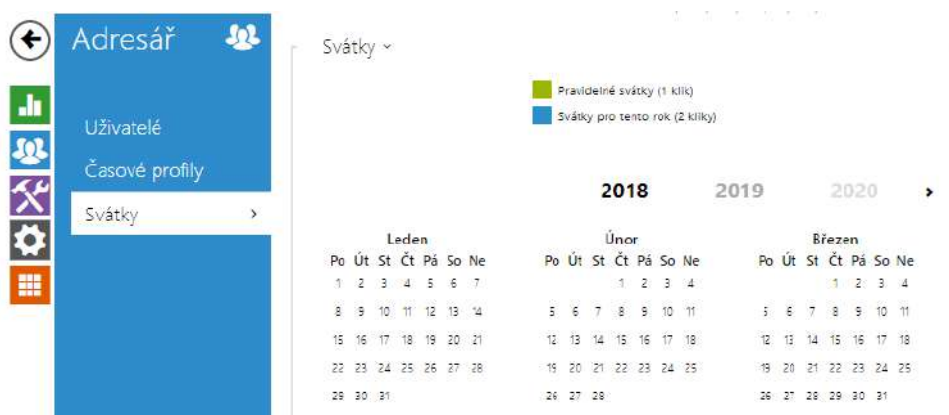 Adresář
Uživatelé
Časové profily
Svátky
Svátky
Pravidelné svátky (1 klik)
Svátky pro tento rok (2 kliky)
2018 2019 2020
Leden
Po Út St Čt Pá So Ne
1 2 3 4 5 6 7
8 9 10 11 12 13 14
15 16 17 18 19 20 21
22 23 24 25 26 27 28
29 30 31
Únor
Po Út St Čt Pá So Ne
1 2 3 4
5 6 7 8 9 10 11
12 13 14 15 16 17 18
19 20 21 22 23 24 25
26 27 28
Březen
Po Út St Čt Pá So Ne
1 2 3 4
5 6 7 8 9 10 11
12 13 14 15 16 17 18
19 20 21 22 23 24 25
26 27 28 29 30 31